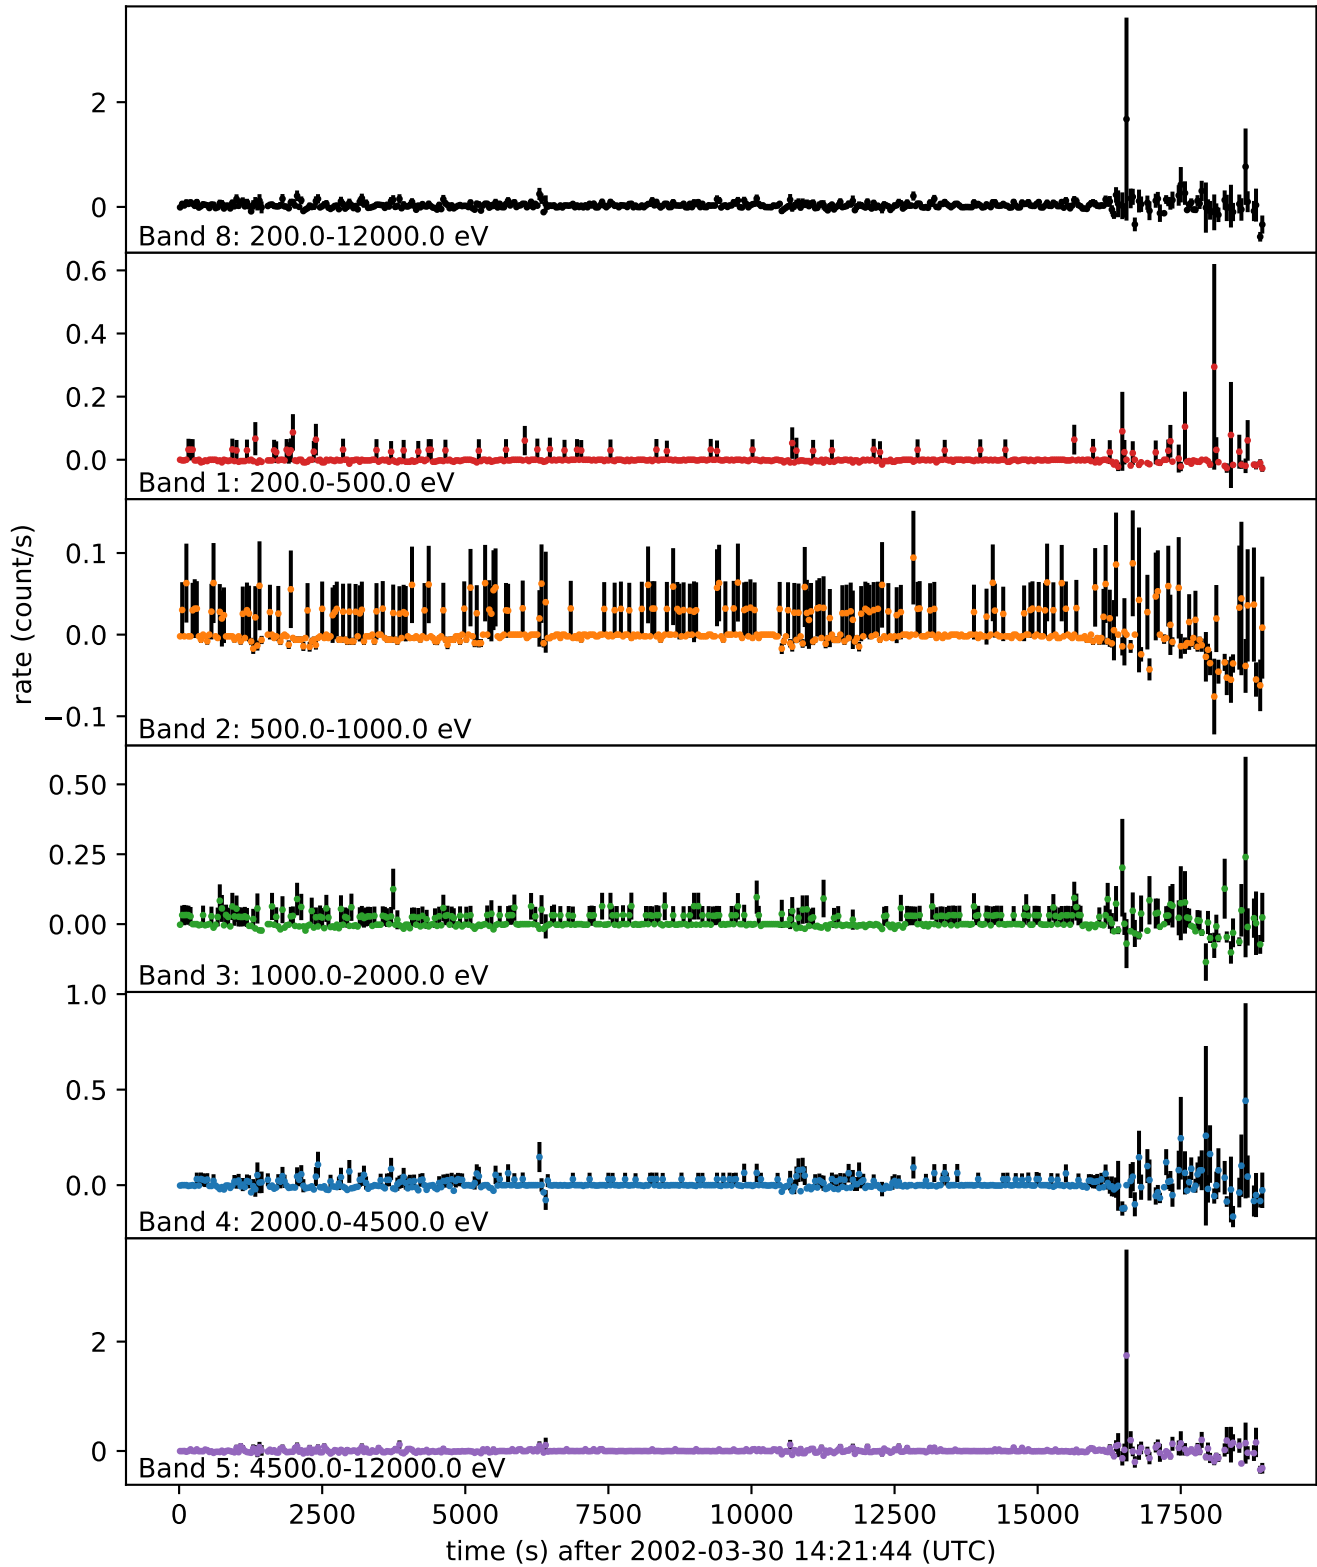 2
0
Band 8: 200.0-12000.0 eV
0.6
0.4
0.2
0.0
Band 1: 200.0-500.0 eV
0.1
0.0
−0.1
Band 2: 500.0-1000.0 eV
rate (count/s)
0.50
0.25
0.00
Band 3: 1000.0-2000.0 eV
1.0
0.5
0.0
Band 4: 2000.0-4500.0 eV
2
0
Band 5: 4500.0-12000.0 eV
0 2500 5000 7500 10000 12500 15000 17500
time (s) after 2002-03-30 14:21:44 (UTC)